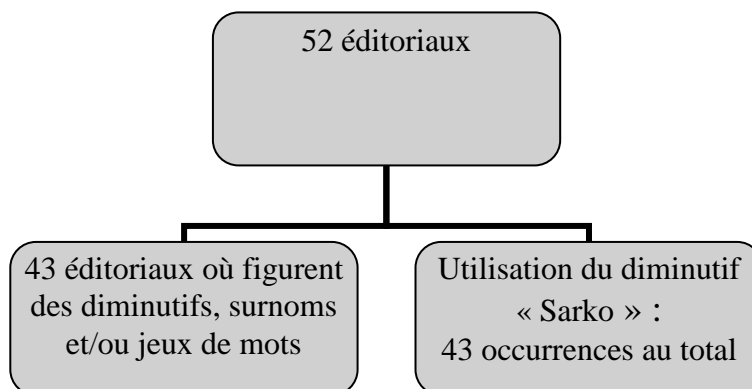 52 éditoriaux
43 éditoriaux où figurent
des diminutifs, surnoms
et/ou jeux de mots
Utilisation du diminutif
« Sarko » :
43 occurrences au total